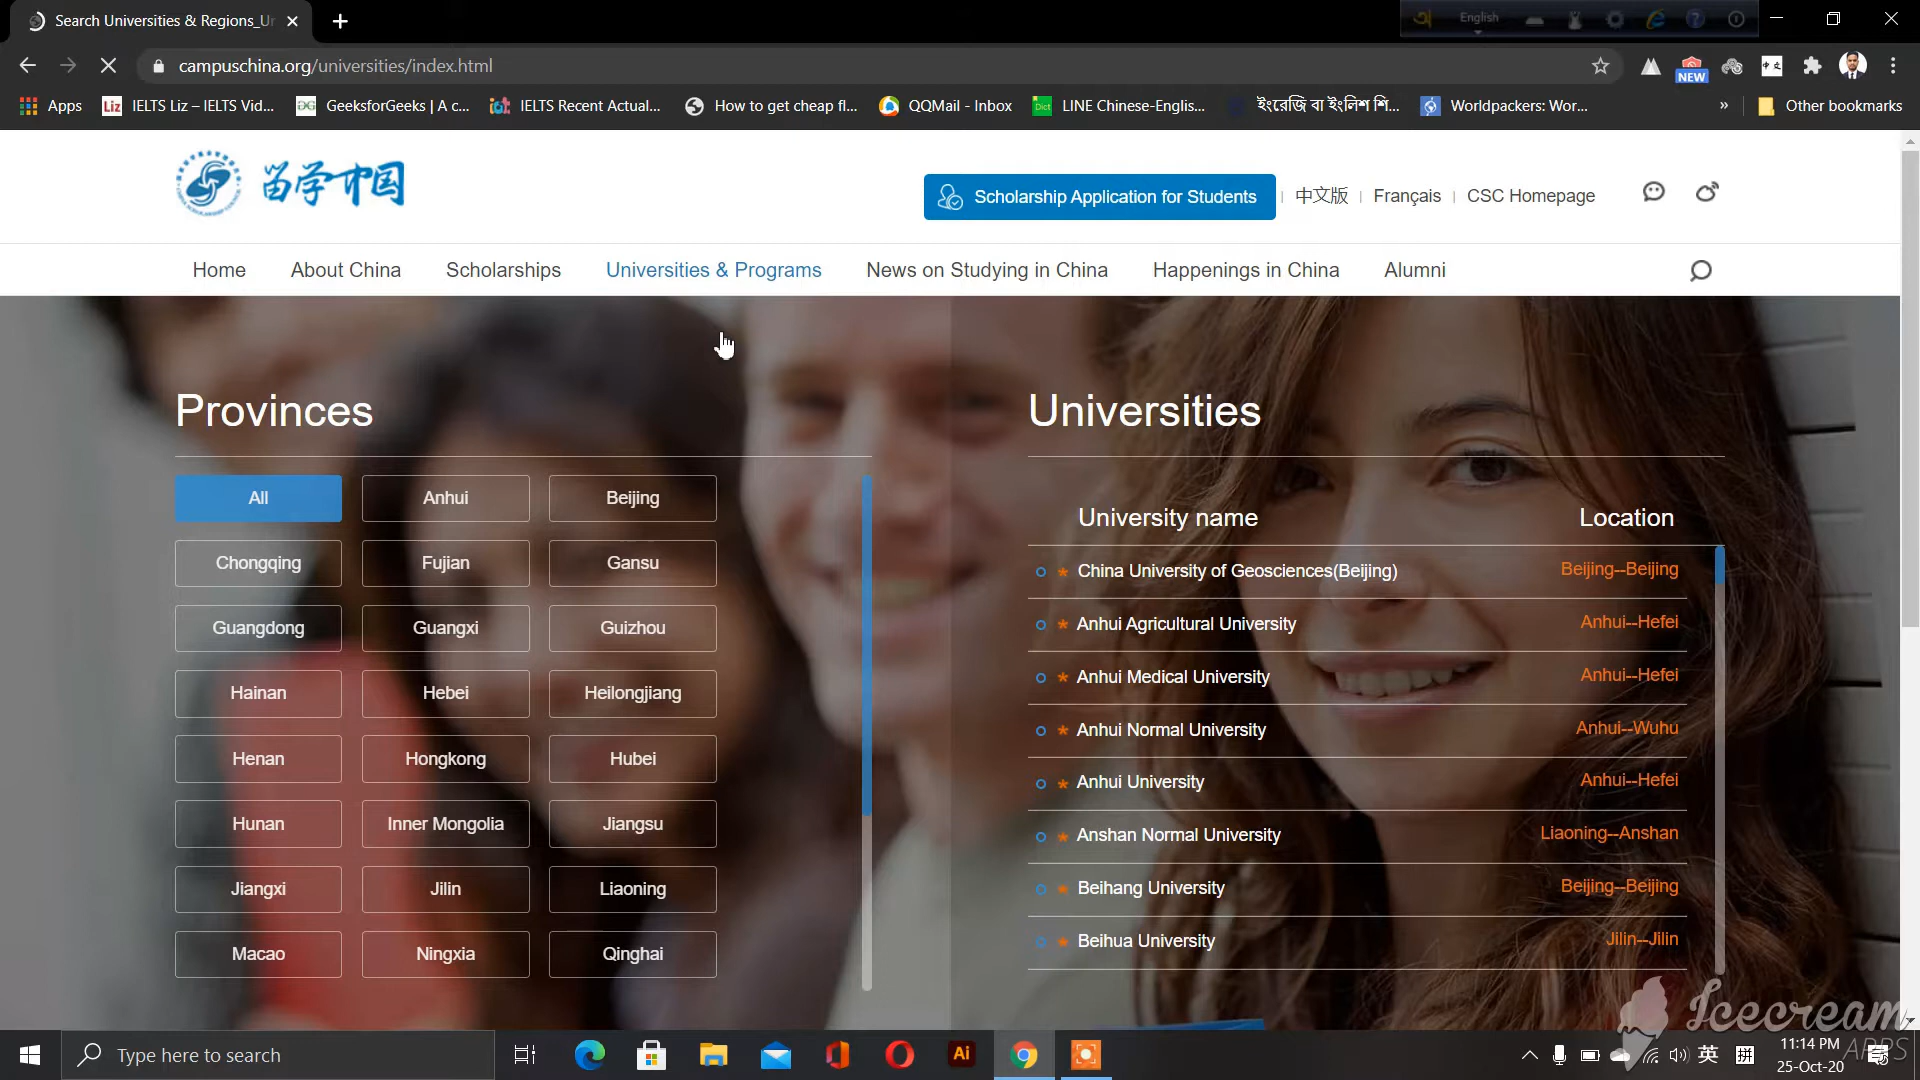 Search Universities & Regions_Ur
English
campuschina.org/universities/index.html
NEW
Apps
Liz
IELTS Liz – IELTS Vid...
GeeksforGeeks | A c...
IELTS Recent Actual...
How to get cheap fl...
QQMail - Inbox
Dict
LINE Chinese-Englis...
ইংরেজি বা ইংলিশ শি...
Worldpackers: Wor...
»
Other bookmarks
留学中国
Scholarship Application for Students
中文版
Français
CSC Homepage
Home
About China
Scholarships
Universities & Programs
News on Studying in China
Happenings in China
Alumni
Provinces
All
Anhui
Beijing
Chongqing
Fujian
Gansu
Guangdong
Guangxi
Guizhou
Hainan
Hebei
Heilongjiang
Henan
Hongkong
Hubei
Hunan
Inner Mongolia
Jiangsu
Jiangxi
Jilin
Liaoning
Macao
Ningxia
Qinghai
Universities
University name
Location
* China University of Geosciences(Beijing)
Beijing--Beijing
* Anhui Agricultural University
Anhui--Hefei
* Anhui Medical University
Anhui--Hefei
* Anhui Normal University
Anhui--Wuhu
* Anhui University
Anhui--Hefei
* Anshan Normal University
Liaoning--Anshan
* Beihang University
Beijing--Beijing
* Beihua University
Jilin--Jilin
Icecream
APPS
Type here to search
Ai
英
拼
11:14 PM
25-Oct-20